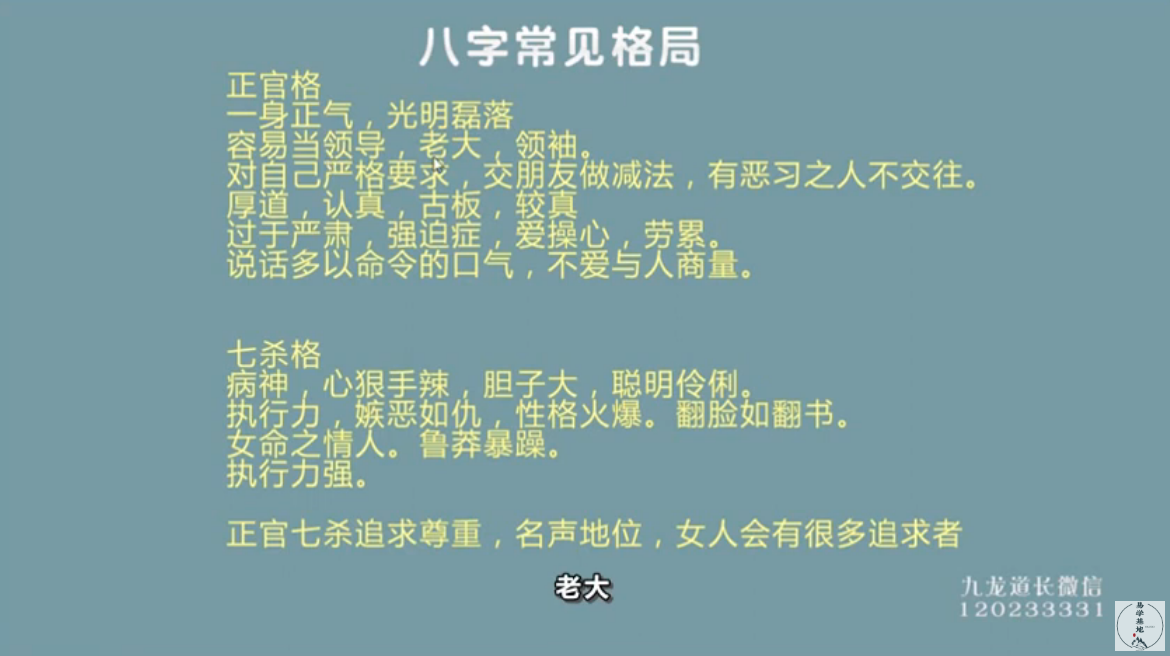 八字常见格局
正官格
一身正气，光明磊落
容易当领导，老大，领袖。
对自己严格要求，交朋友做减法，有恶习之人不交往。
厚道，认真，古板，较真
过于严肃，强迫症，爱操心，劳累。
说话多以命令的口气，不爱与人商量。
七杀格
病神，心狠手辣，胆子大，聪明伶俐。
执行力，嫉恶如仇，性格火爆。翻脸如翻书。
女命之情人。鲁莽暴躁。
执行力强。
正官七杀追求尊重，名声地位，女人会有很多追求者
老大
九龙道长微信
120233331
易学基地